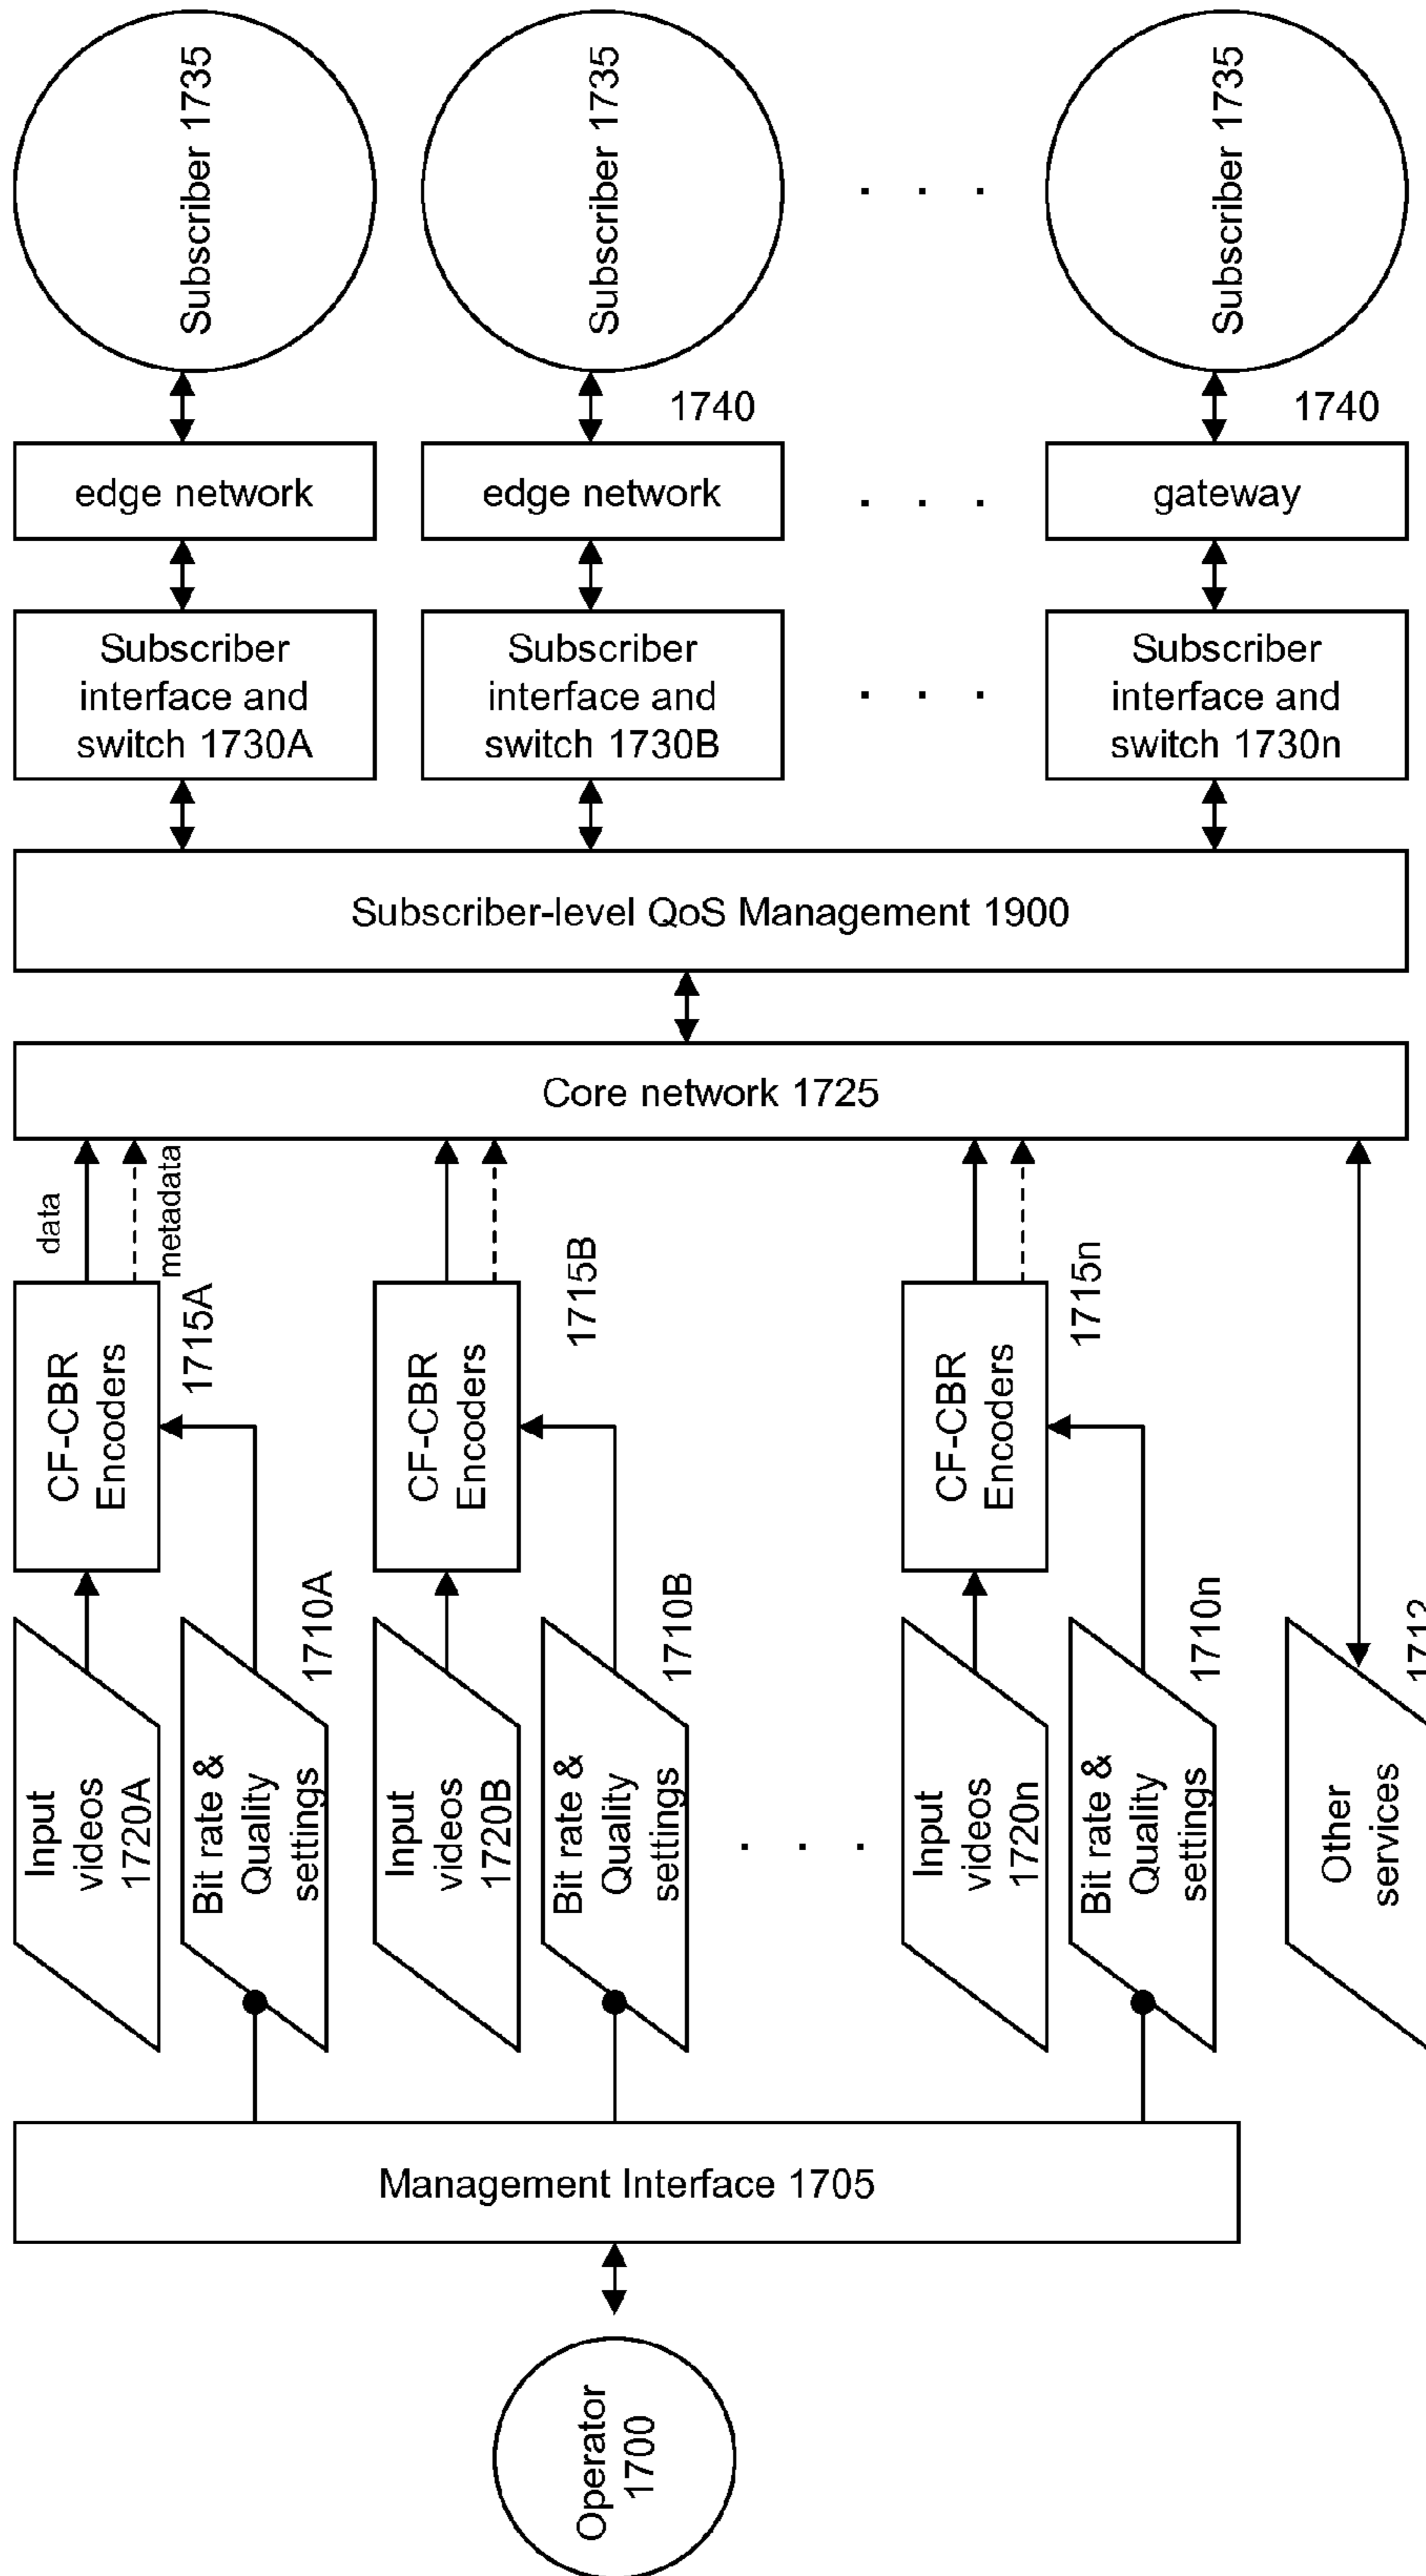 Subscriber 1735
Subscriber 1735
Subscriber 1735
1740
1740
edge network
edge network
. . .
gateway
Subscriber
interface and
switch 1730A
Subscriber
interface and
switch 1730B
. . .
Subscriber
interface and
switch 1730n
Subscriber-level QoS Management 1900
Core network 1725
data
metadata
CF-CBR
Encoders
1715A
CF-CBR
Encoders
1715B
CF-CBR
Encoders
1715n
Input
videos
1720A
Bit rate &
Quality
settings
1710A
Input
videos
1720B
Bit rate &
Quality
settings
1710B
. . .
Input
videos
1720n
Bit rate &
Quality
settings
1710n
Other
services
1712
Management Interface 1705
Operator
1700